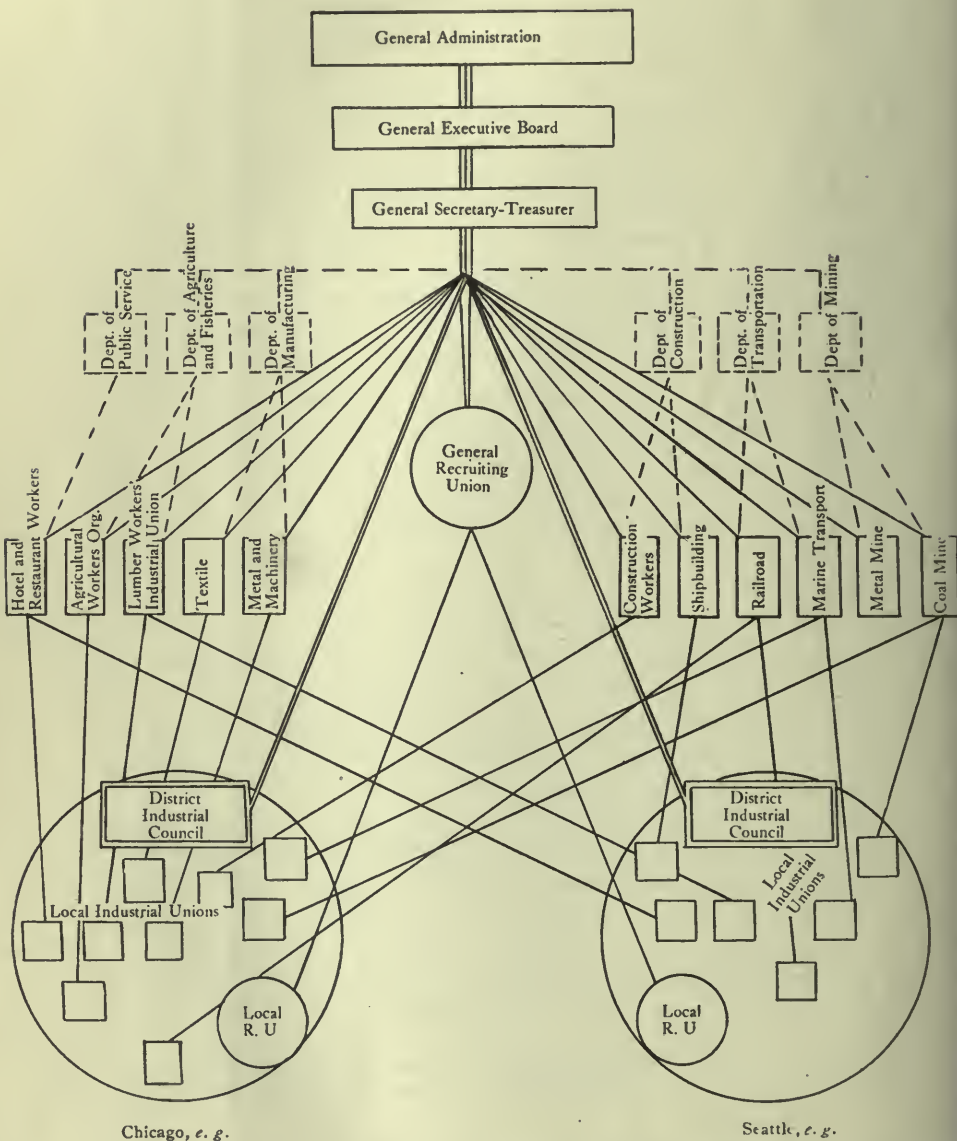 General Administration
General Executive Board
General Secretary-Treasurer
Dept. of
Public Service
Dept. of Agriculture
and Fisheries
Dept. of
Manufacturing
Dept of
Construction
Dept. of
Transportation
Dept of Mining
General
Recruiting
Union
Hotel and
Restaurant Workers
Agricultural
Workers Org.
Lumber Workers
Industrial Union
Textile
Metal and
Machinery
Construction
Workers
Shipbuilding
Railroad
Marine Transport
Metal Mine
Coal Mine
District
Industrial
Council
Local Industrial Unions
Local
R. U
Chicago, e. g.
District
Industrial
Council
Local
Industrial
Unions
Local
R. U
Seattle, e. g.